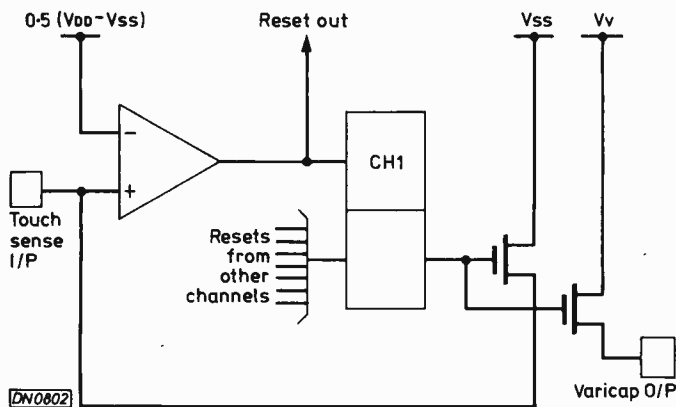 0·5 (VDD–VSS)
Reset out
VSS
Vv
–
+
CH1
Touch
sense
I/P
Resets
from
other
channels
Varicap O/P
DN0802